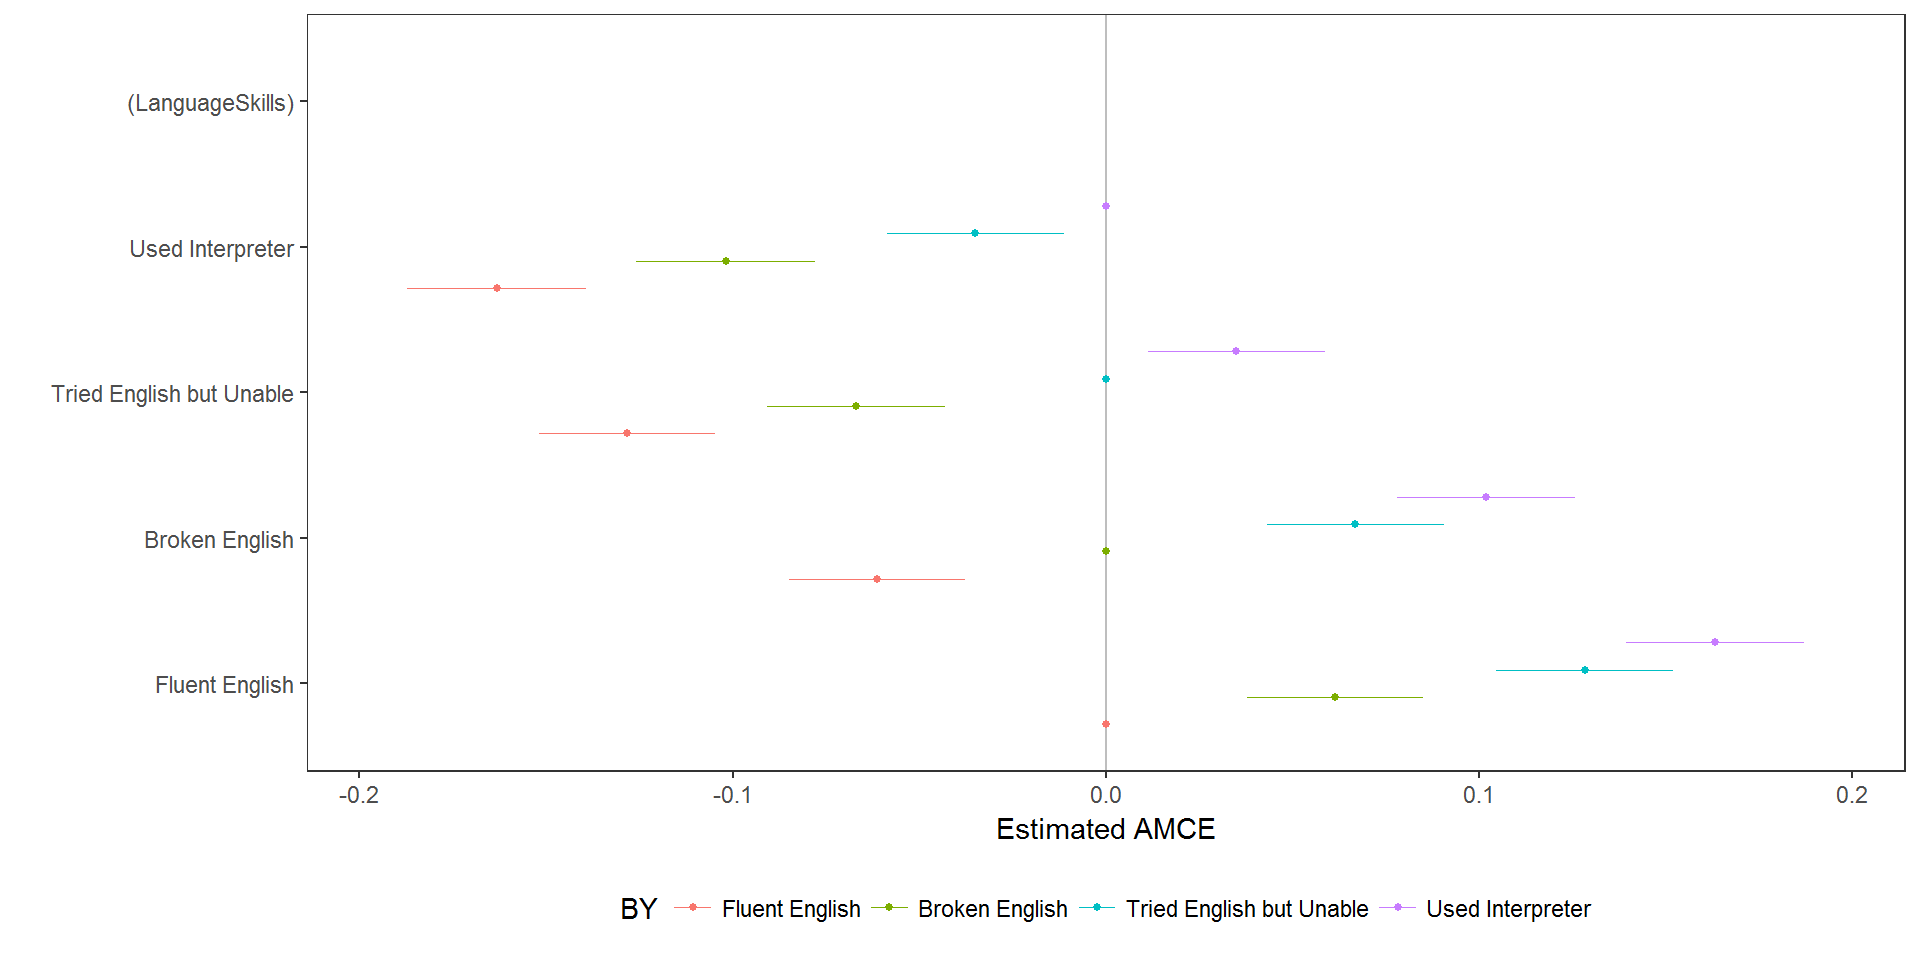 (LanguageSkills)
Used Interpreter
Tried English but Unable
Broken English
Fluent English
-0.2 -0.1 0.0 0.1 0.2
Estimated AMCE
BY Fluent English Broken English Tried English but Unable Used Interpreter